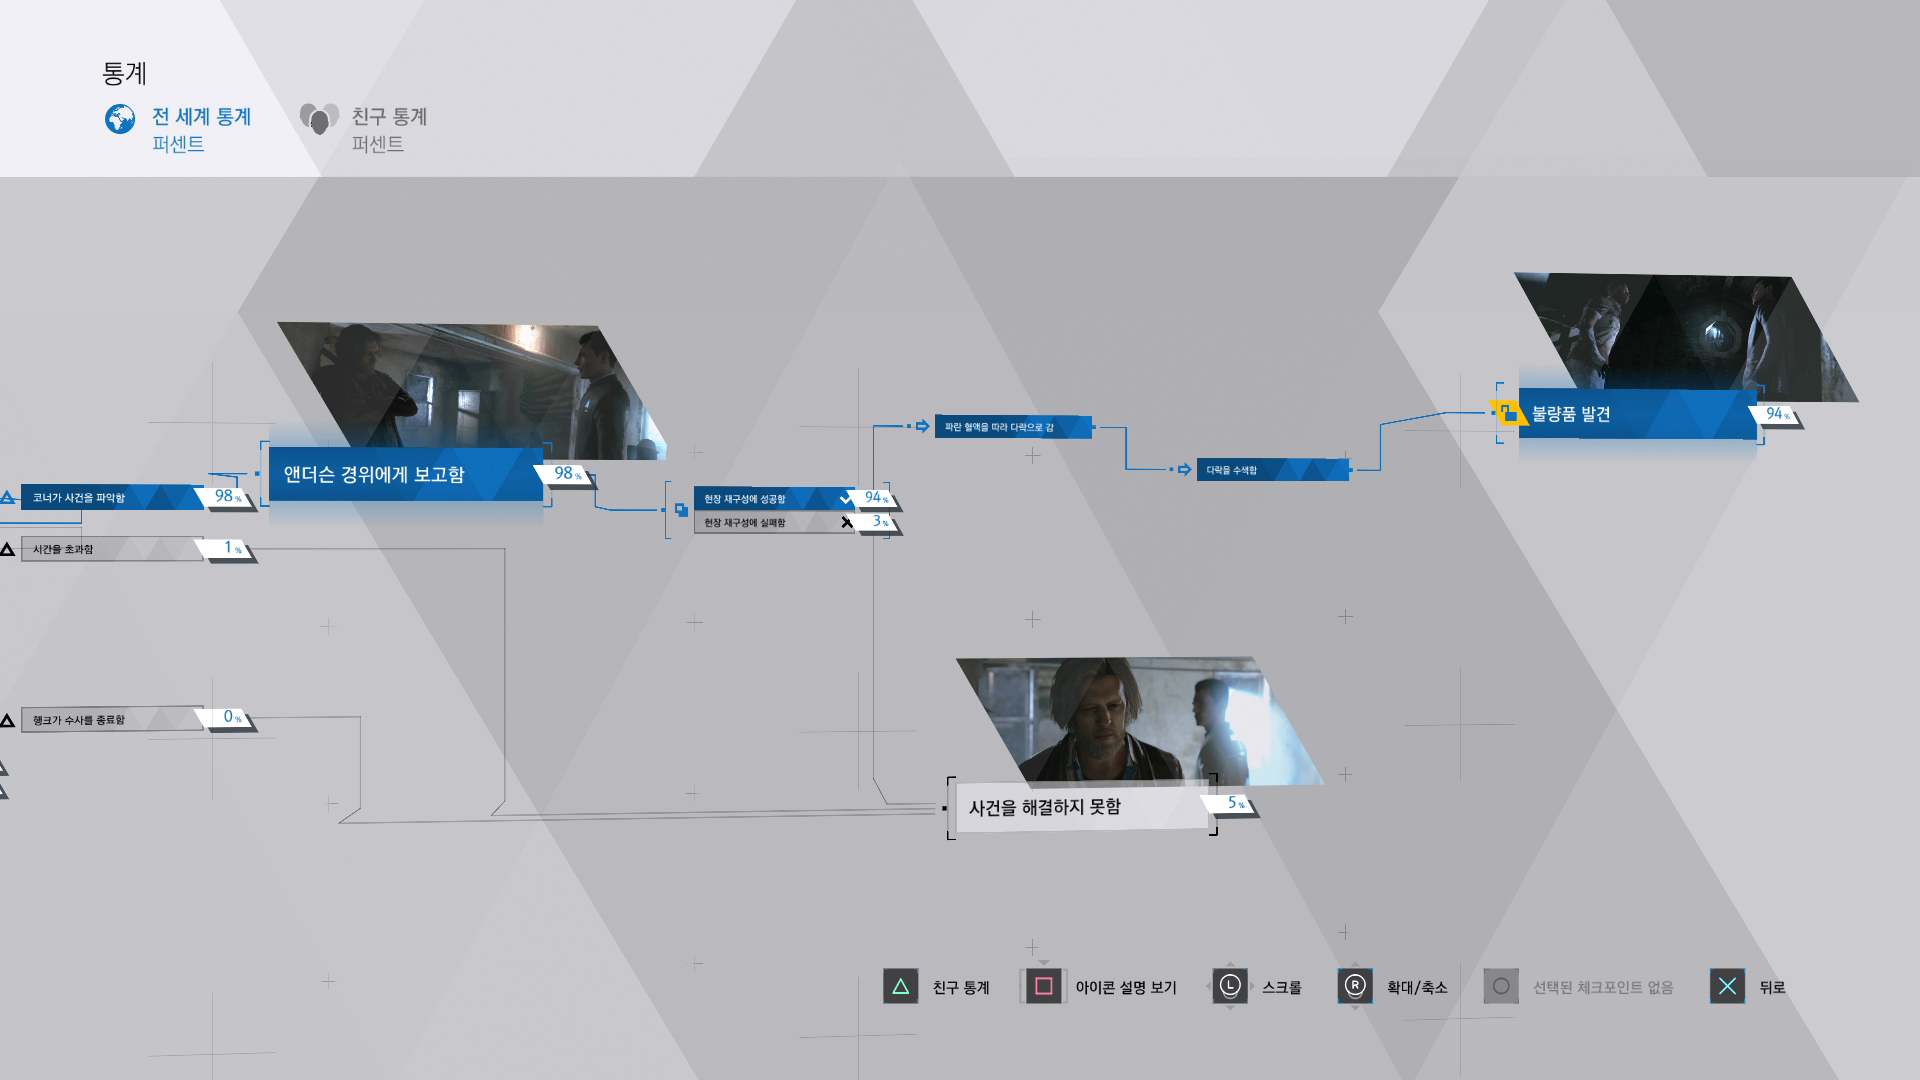 통계
전 세계 통계
퍼센트
친구 통계
퍼센트
불량품 발견
94%
파란 혈액을 따라 다락으로 감
다락을 수색함
앤더슨 경위에게 보고함
98%
코너가 사건을 파악함
98%
현장 재구성에 성공함
94%
현장 재구성에 실패함
3%
시간을 초과함
1%
행크가 수사를 종료함
0%
사건을 해결하지 못함
5%
친구 통계
아이콘 설명 보기
L
스크롤
R
확대/축소
선택된 체크포인트 없음
뒤로